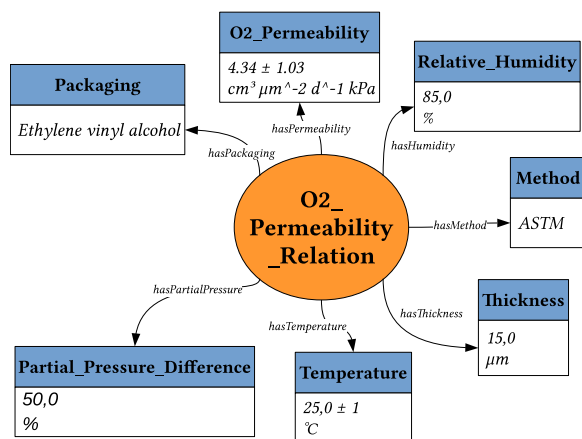 O2_Permeability
4.34 ± 1.03
cm³ µm^-2 d^-1 kPa
Relative_Humidity
85,0
%
Packaging
Ethylene vinyl alcohol
hasPermeability
hasPackaging
hasHumidity
Method
ASTM
O2_
Permeability
_Relation
hasMethod
hasPartialPressure
hasTemperature
hasThickness
Thickness
15,0
µm
Partial_Pressure_Difference
50,0
%
Temperature
25,0 ± 1
°C